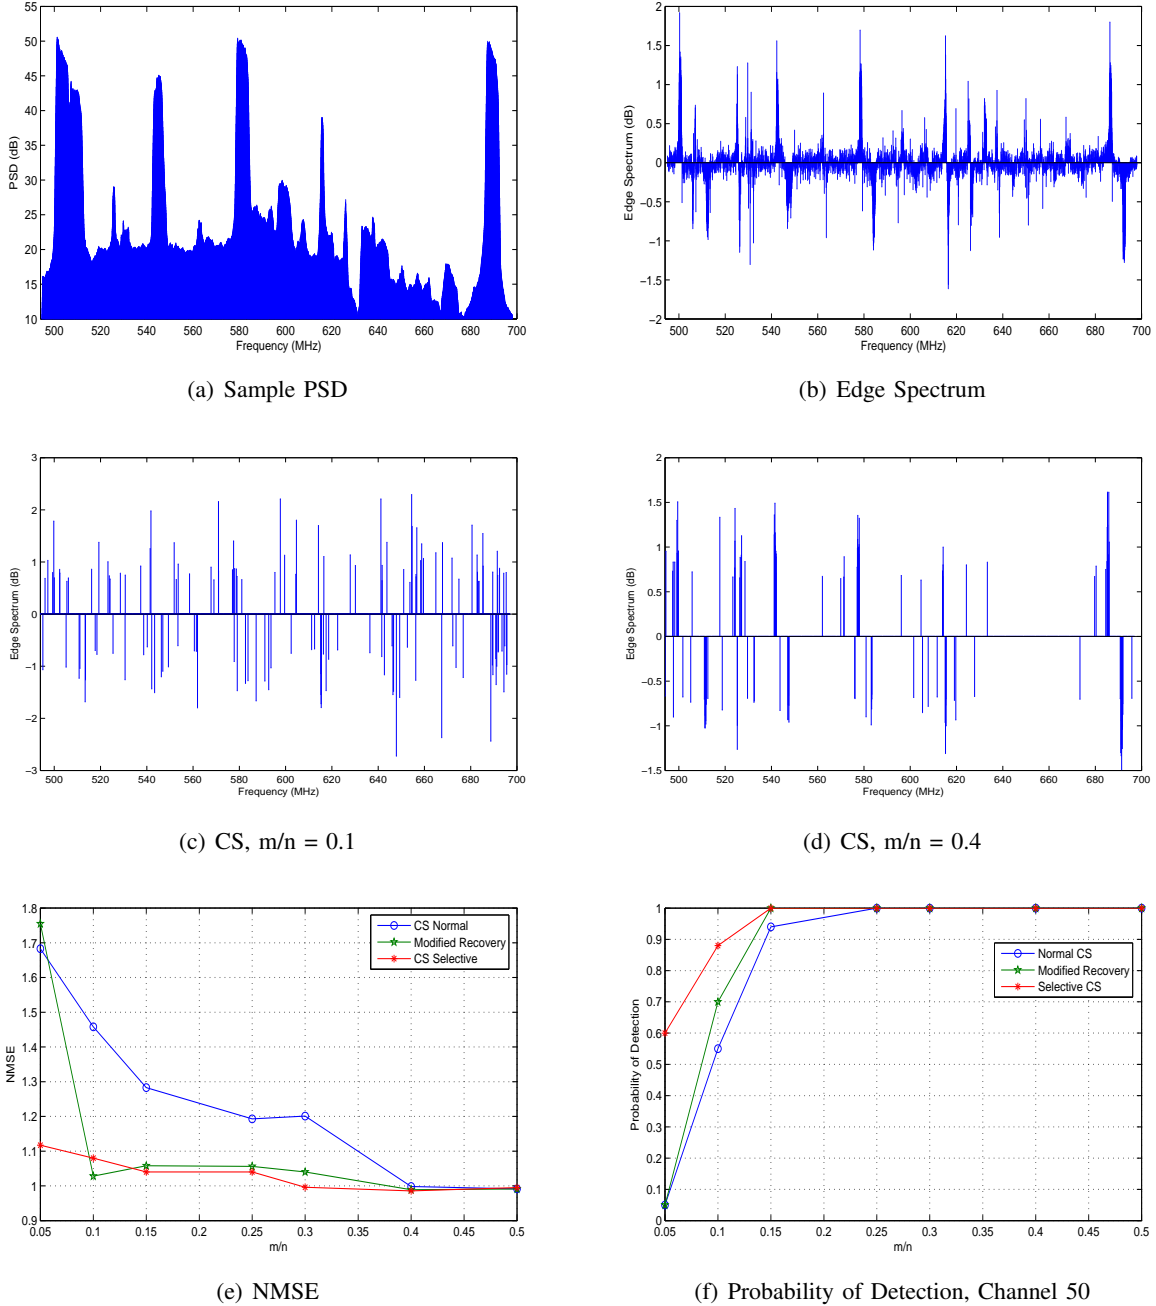 55
50
45
40
35
30
25
20
15
10
PSD (dB)
500 520 540 560 580 600 620 640 660 680 700
Frequency (MHz)
(a) Sample PSD
2
1.5
1
0.5
0
−0.5
−1
−1.5
−2
Edge Spectrum (dB)
500 520 540 560 580 600 620 640 660 680 700
Frequency (MHz)
(b) Edge Spectrum
3
2
1
0
−1
−2
−3
Edge Spectrum (dB)
500 520 540 560 580 600 620 640 660 680 700
Frequency (MHz)
(c) CS, m/n = 0.1
2
1.5
1
0.5
0
−0.5
−1
−1.5
Edge Spectrum (dB)
500 520 540 560 580 600 620 640 660 680 700
Frequency (MHz)
(d) CS, m/n = 0.4
1.8
1.7
1.6
1.5
1.4
1.3
1.2
1.1
1
0.9
NMSE
CS Normal
Modified Recovery
CS Selective
0.05 0.1 0.15 0.2 0.25 0.3 0.35 0.4 0.45 0.5
m/n
(e) NMSE
1
0.9
0.8
0.7
0.6
0.5
0.4
0.3
0.2
0.1
0
Probability of Detection
Normal CS
Modified Recovery
Selective CS
0.05 0.1 0.15 0.2 0.25 0.3 0.35 0.4 0.45 0.5
m/n
(f) Probability of Detection, Channel 50